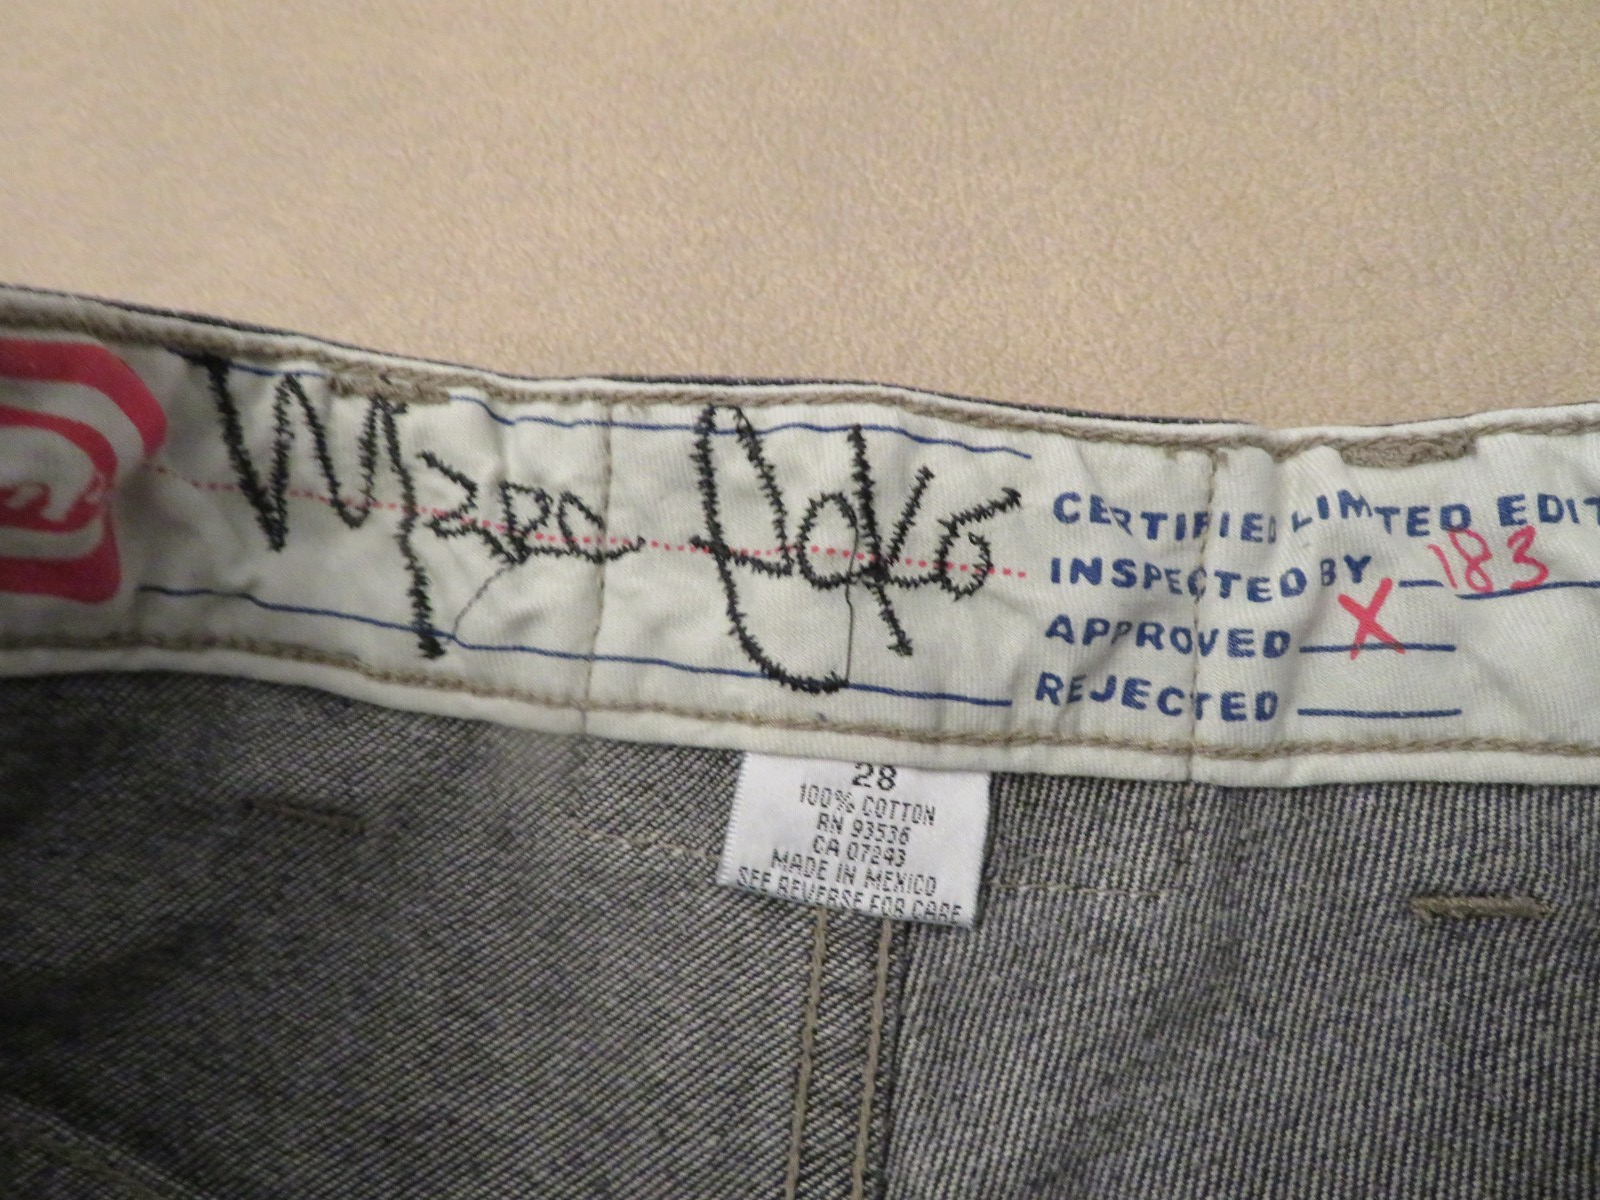 Marc Ecko
CERTIFIED LIMITED EDIT
INSPECTED BY 183
APPROVED X
REJECTED
28
100% COTTON
RN 93536
CA 07243
MADE IN MEXICO
SEE REVERSE FOR CARE